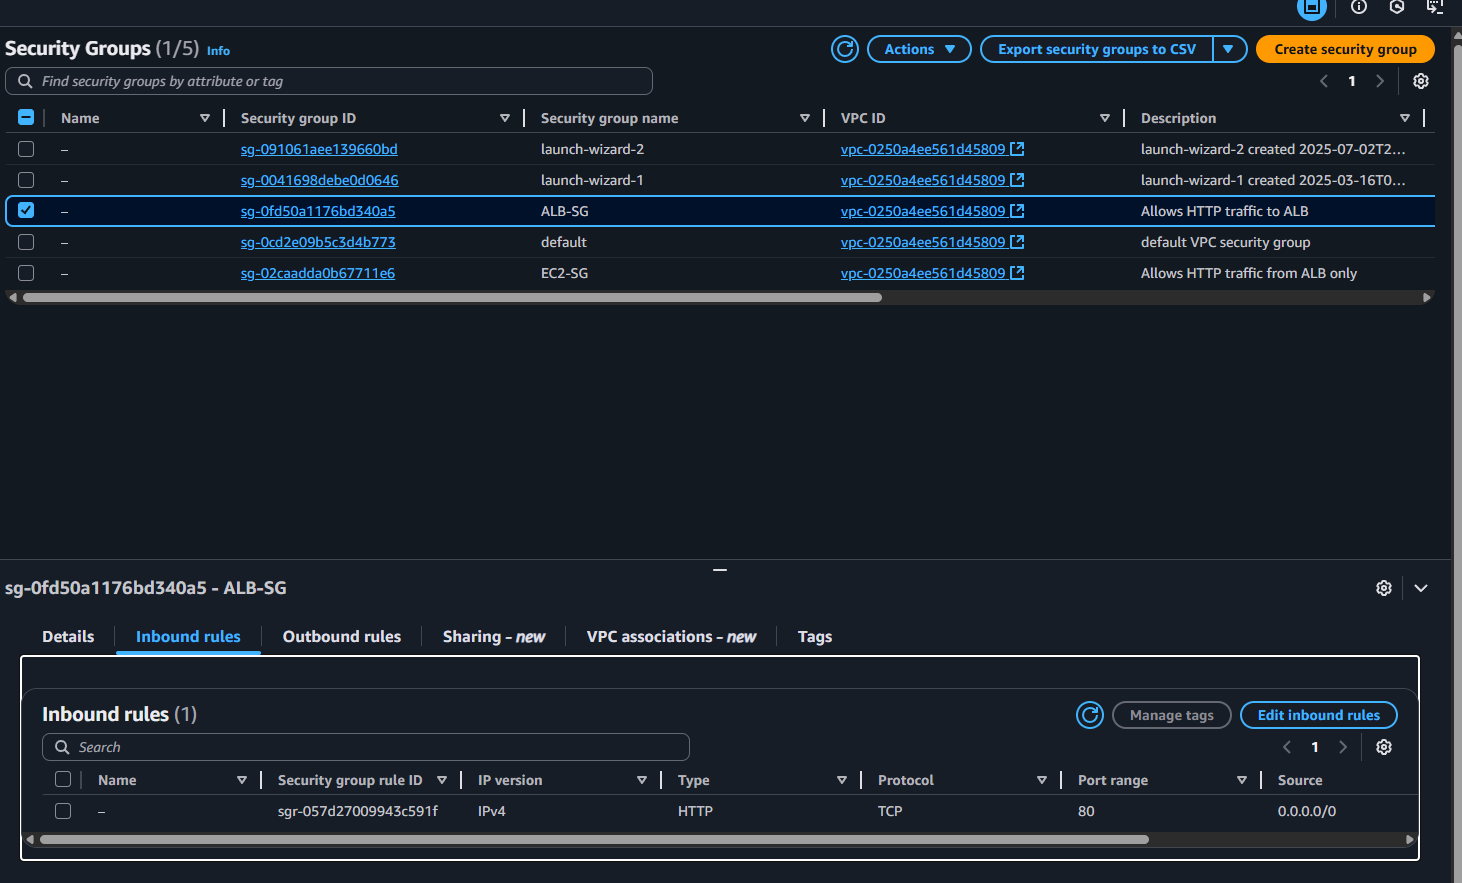 Security Groups (1/5) Info
Actions
Export security groups to CSV
Create security group
Find security groups by attribute or tag
1
Name Security group ID Security group name VPC ID Description
– sg-091061aee139660bd launch-wizard-2 vpc-0250a4ee561d45809 launch-wizard-2 created 2025-07-02T2...
– sg-0041698debe0d0646 launch-wizard-1 vpc-0250a4ee561d45809 launch-wizard-1 created 2025-03-16T0...
– sg-0fd50a1176bd340a5 ALB-SG vpc-0250a4ee561d45809 Allows HTTP traffic to ALB
– sg-0cd2e09b5c3d4b773 default vpc-0250a4ee561d45809 default VPC security group
– sg-02caadda0b67711e6 EC2-SG vpc-0250a4ee561d45809 Allows HTTP traffic from ALB only
sg-0fd50a1176bd340a5 - ALB-SG
Details Inbound rules Outbound rules Sharing - new VPC associations - new Tags
Inbound rules (1)
Manage tags
Edit inbound rules
Search
1
Name Security group rule ID IP version Type Protocol Port range Source
– sgr-057d27009943c591f IPv4 HTTP TCP 80 0.0.0.0/0